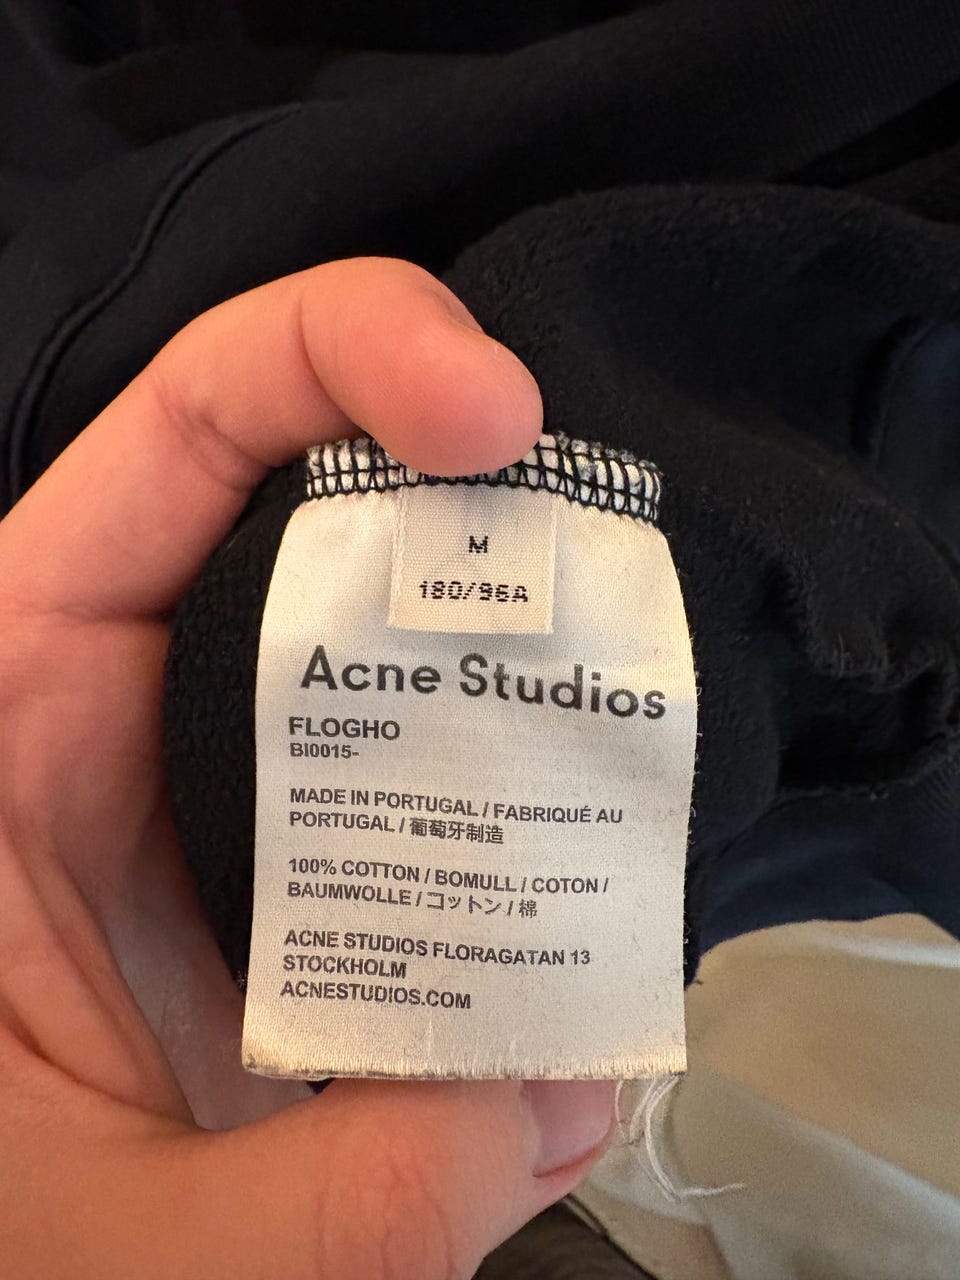 M
180/96A
Acne Studios
FLOGHO
BI0015-
MADE IN PORTUGAL / FABRIQUÉ AU
PORTUGAL / 葡萄牙制造
100% COTTON / BOMULL / COTON /
BAUMWOLLE / コットン / 棉
ACNE STUDIOS FLORAGATAN 13
STOCKHOLM
ACNESTUDIOS.COM